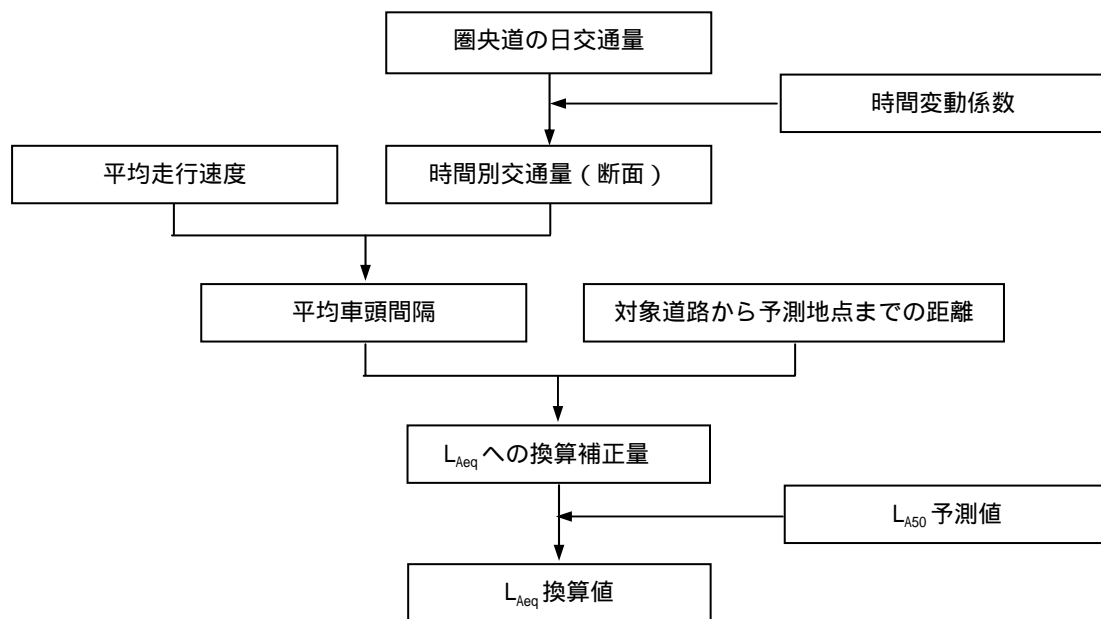 圏央道の日交通量
時間変動係数
平均走行速度
時間別交通量(断面)
平均車頭間隔
対象道路から予測地点までの距離
LAeqへの換算補正量
LA50予測値
LAeq換算値